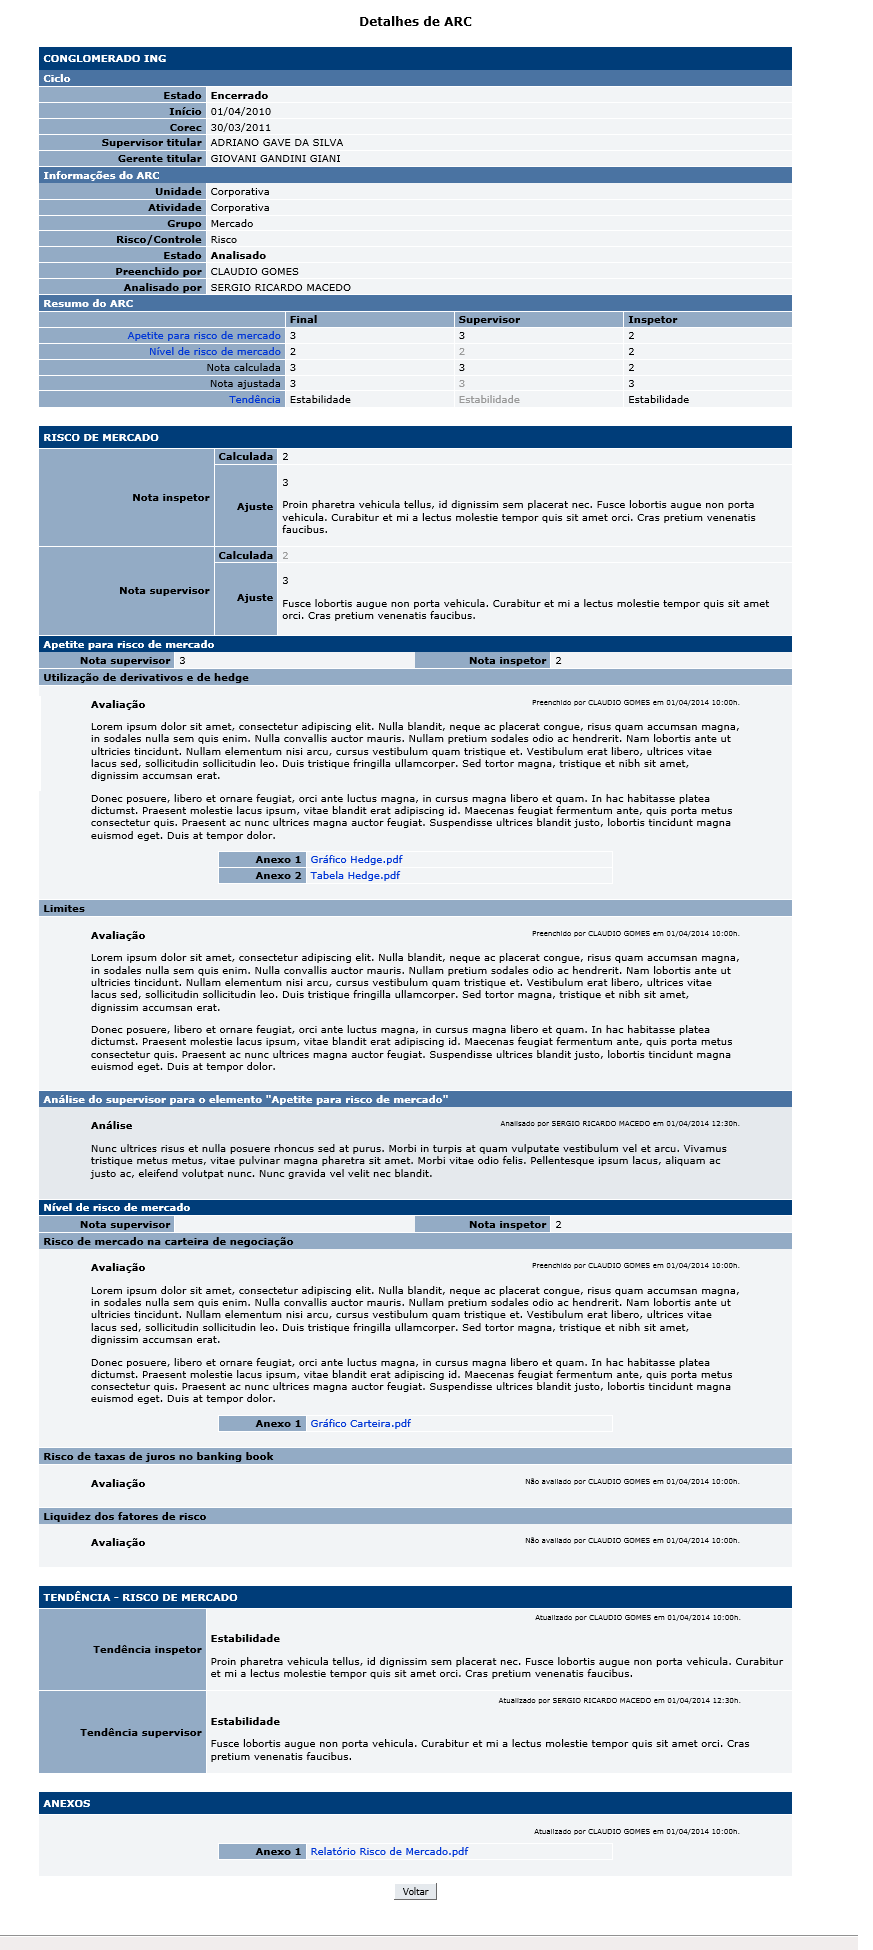 Detalhes de ARC
CONGLOMERADO ING
Ciclo
Estado Encerrado
Início 01/04/2010
Corec 30/03/2011
Supervisor titular ADRIANO GAVE DA SILVA
Gerente titular GIOVANI GANDINI GIANI
Informações do ARC
Unidade Corporativa
Atividade Corporativa
Grupo Mercado
Risco/Controle Risco
Estado Analisado
Preenchido por CLAUDIO GOMES
Analisado por SERGIO RICARDO MACEDO
Resumo do ARC
Final Supervisor Inspetor
Apetite para risco de mercado 3 3 2
Nível de risco de mercado 2 2 2
Nota calculada 3 3 2
Nota ajustada 3 3 3
Tendência Estabilidade Estabilidade Estabilidade
RISCO DE MERCADO
Nota inspetor
Calculada 2
Ajuste
3
Proin pharetra vehicula tellus, id dignissim sem placerat nec. Fusce lobortis augue non porta
vehicula. Curabitur et mi a lectus molestie tempor quis sit amet orci. Cras pretium venenatis
faucibus.
Nota supervisor
Calculada 2
Ajuste
3
Fusce lobortis augue non porta vehicula. Curabitur et mi a lectus molestie tempor quis sit amet
orci. Cras pretium venenatis faucibus.
Apetite para risco de mercado
Nota supervisor 3 Nota inspetor 2
Utilização de derivativos e de hedge
Avaliação Preenchido por CLAUDIO GOMES em 01/04/2014 10:00h.
Lorem ipsum dolor sit amet, consectetur adipiscing elit. Nulla blandit, neque ac placerat congue, risus quam accumsan magna,
in sodales nulla sem quis enim. Nulla convallis auctor mauris. Nullam pretium sodales odio ac hendrerit. Nam lobortis ante ut
ultricies tincidunt. Nullam elementum nisi arcu, cursus vestibulum quam tristique et. Vestibulum erat libero, ultrices vitae
lacus sed, sollicitudin sollicitudin leo. Duis tristique fringilla ullamcorper. Sed tortor magna, tristique et nibh sit amet,
dignissim accumsan erat.
Donec posuere, libero et ornare feugiat, orci ante luctus magna, in cursus magna libero et quam. In hac habitasse platea
dictumst. Praesent molestie lacus ipsum, vitae blandit erat adipiscing id. Maecenas feugiat fermentum ante, quis porta metus
consectetur quis. Praesent ac nunc ultrices magna auctor feugiat. Suspendisse ultrices blandit justo, lobortis tincidunt magna
euismod eget. Duis at tempor dolor.
Anexo 1 Gráfico Hedge.pdf
Anexo 2 Tabela Hedge.pdf
Limites
Avaliação Preenchido por CLAUDIO GOMES em 01/04/2014 10:00h.
Lorem ipsum dolor sit amet, consectetur adipiscing elit. Nulla blandit, neque ac placerat congue, risus quam accumsan magna,
in sodales nulla sem quis enim. Nulla convallis auctor mauris. Nullam pretium sodales odio ac hendrerit. Nam lobortis ante ut
ultricies tincidunt. Nullam elementum nisi arcu, cursus vestibulum quam tristique et. Vestibulum erat libero, ultrices vitae
lacus sed, sollicitudin sollicitudin leo. Duis tristique fringilla ullamcorper. Sed tortor magna, tristique et nibh sit amet,
dignissim accumsan erat.
Donec posuere, libero et ornare feugiat, orci ante luctus magna, in cursus magna libero et quam. In hac habitasse platea
dictumst. Praesent molestie lacus ipsum, vitae blandit erat adipiscing id. Maecenas feugiat fermentum ante, quis porta metus
consectetur quis. Praesent ac nunc ultrices magna auctor feugiat. Suspendisse ultrices blandit justo, lobortis tincidunt magna
euismod eget. Duis at tempor dolor.
Análise do supervisor para o elemento "Apetite para risco de mercado"
Análise Analisado por SERGIO RICARDO MACEDO em 01/04/2014 12:30h.
Nunc ultrices risus et nulla posuere rhoncus sed at purus. Morbi in turpis at quam vulputate vestibulum vel et arcu. Vivamus
tristique metus metus, vitae pulvinar magna pharetra sit amet. Morbi vitae odio felis. Pellentesque ipsum lacus, aliquam ac
justo ac, eleifend volutpat nunc. Nunc gravida vel velit nec blandit.
Nível de risco de mercado
Nota supervisor Nota inspetor 2
Risco de mercado na carteira de negociação
Avaliação Preenchido por CLAUDIO GOMES em 01/04/2014 10:00h.
Lorem ipsum dolor sit amet, consectetur adipiscing elit. Nulla blandit, neque ac placerat congue, risus quam accumsan magna,
in sodales nulla sem quis enim. Nulla convallis auctor mauris. Nullam pretium sodales odio ac hendrerit. Nam lobortis ante ut
ultricies tincidunt. Nullam elementum nisi arcu, cursus vestibulum quam tristique et. Vestibulum erat libero, ultrices vitae
lacus sed, sollicitudin sollicitudin leo. Duis tristique fringilla ullamcorper. Sed tortor magna, tristique et nibh sit amet,
dignissim accumsan erat.
Donec posuere, libero et ornare feugiat, orci ante luctus magna, in cursus magna libero et quam. In hac habitasse platea
dictumst. Praesent molestie lacus ipsum, vitae blandit erat adipiscing id. Maecenas feugiat fermentum ante, quis porta metus
consectetur quis. Praesent ac nunc ultrices magna auctor feugiat. Suspendisse ultrices blandit justo, lobortis tincidunt magna
euismod eget. Duis at tempor dolor.
Anexo 1 Gráfico Carteira.pdf
Risco de taxas de juros no banking book
Avaliação Não avaliado por CLAUDIO GOMES em 01/04/2014 10:00h.
Liquidez dos fatores de risco
Avaliação Não avaliado por CLAUDIO GOMES em 01/04/2014 10:00h.
TENDÊNCIA - RISCO DE MERCADO
Atualizado por CLAUDIO GOMES em 01/04/2014 10:00h.
Tendência inspetor
Estabilidade
Proin pharetra vehicula tellus, id dignissim sem placerat nec. Fusce lobortis augue non porta vehicula. Curabitur
et mi a lectus molestie tempor quis sit amet orci. Cras pretium venenatis faucibus.
Atualizado por SERGIO RICARDO MACEDO em 01/04/2014 12:30h.
Tendência supervisor
Estabilidade
Fusce lobortis augue non porta vehicula. Curabitur et mi a lectus molestie tempor quis sit amet orci. Cras
pretium venenatis faucibus.
ANEXOS
Atualizado por CLAUDIO GOMES em 01/04/2014 10:00h.
Anexo 1 Relatório Risco de Mercado.pdf
Voltar